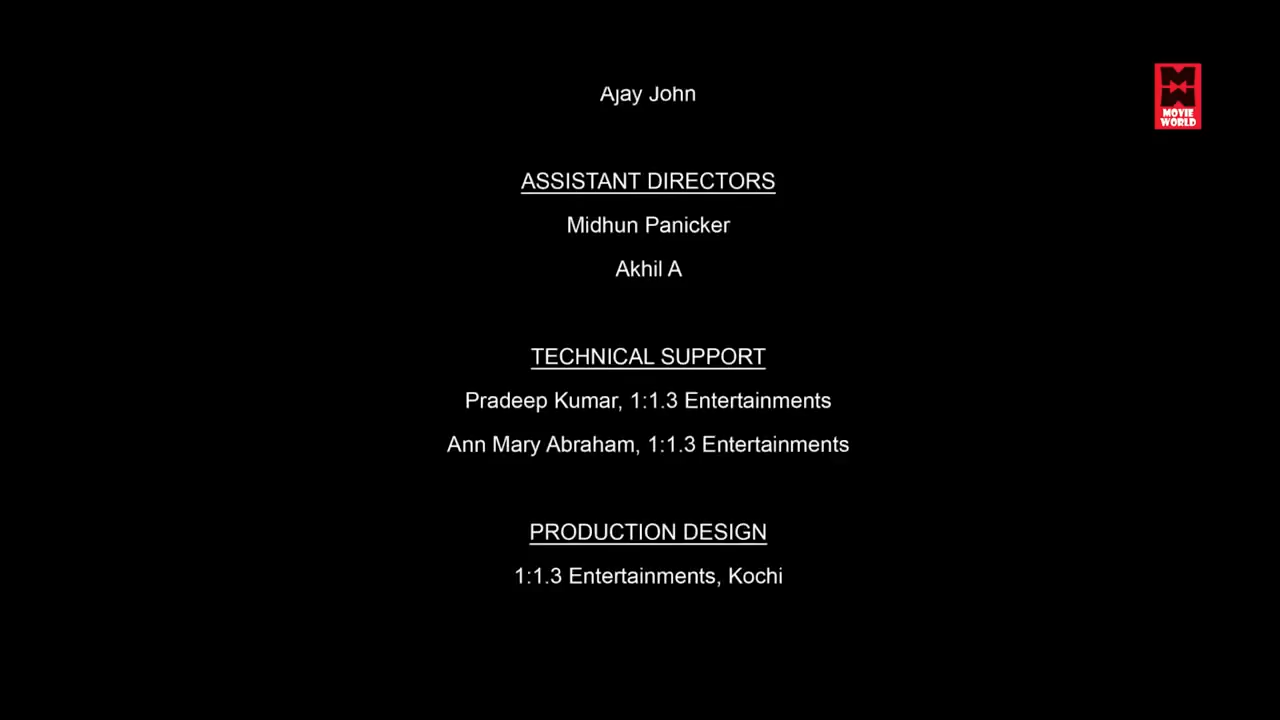 Ajay John
MOVIE
WORLD
ASSISTANT DIRECTORS
Midhun Panicker
Akhil A
TECHNICAL SUPPORT
Pradeep Kumar, 1:1.3 Entertainments
Ann Mary Abraham, 1:1.3 Entertainments
PRODUCTION DESIGN
1:1.3 Entertainments, Kochi